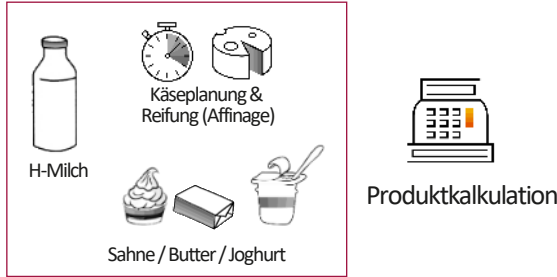 Käseplanung &
Reifung (Affinage)
H-Milch
Sahne / Butter / Joghurt
Produktkalkulation